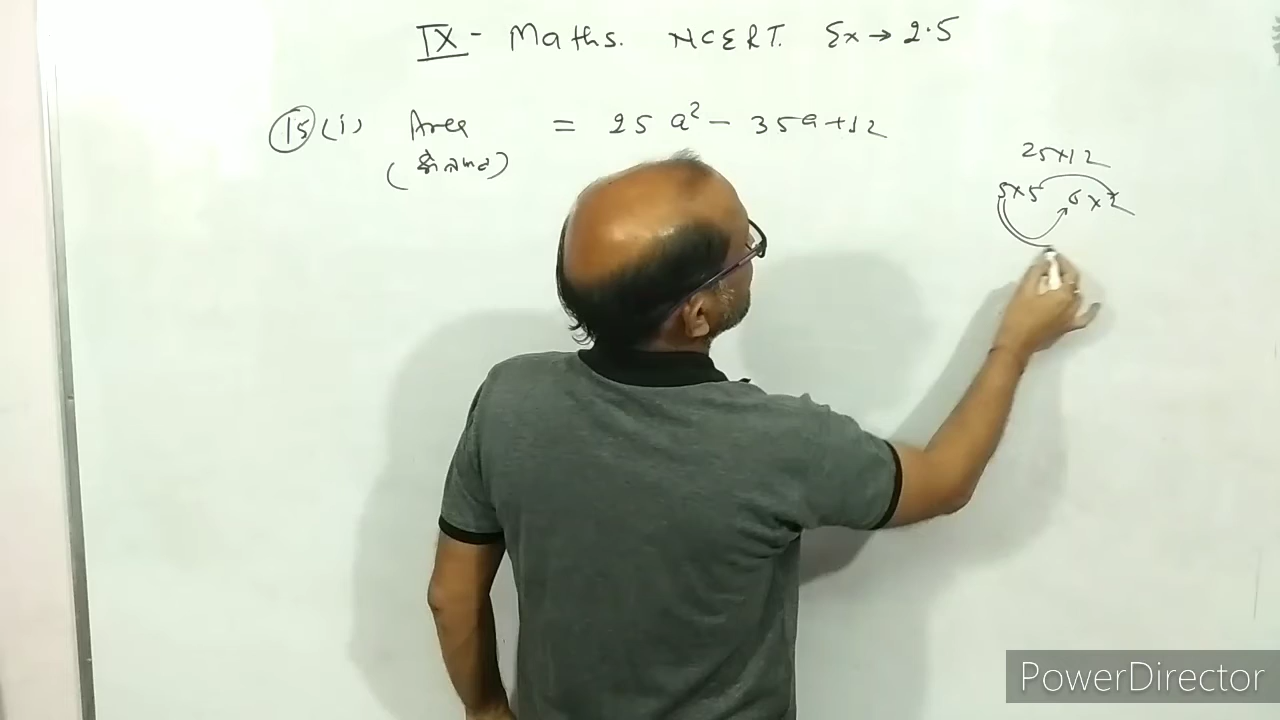 IX - Maths. NCERT. Ex → 2.5
15 (i) Area = 25 a² - 35a + 12
(क्षेत्रफल)
25×12
5×5 6×2
PowerDirector